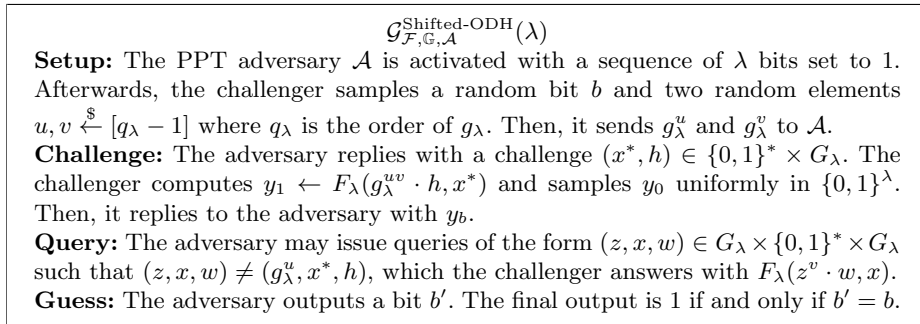 𝒢^{Shifted-ODH}_{ℱ,𝔾,𝒜}(λ)
Setup: The PPT adversary 𝒜 is activated with a sequence of λ bits set to 1.
Afterwards, the challenger samples a random bit b and two random elements
u, v ←$ [q_λ − 1] where q_λ is the order of g_λ. Then, it sends g_λ^u and g_λ^v to 𝒜.
Challenge: The adversary replies with a challenge (x*, h) ∈ {0, 1}* × G_λ. The
challenger computes y_1 ← F_λ(g_λ^{uv} · h, x*) and samples y_0 uniformly in {0, 1}^λ.
Then, it replies to the adversary with y_b.
Query: The adversary may issue queries of the form (z, x, w) ∈ G_λ × {0, 1}* × G_λ
such that (z, x, w) ≠ (g_λ^u, x*, h), which the challenger answers with F_λ(z^v · w, x).
Guess: The adversary outputs a bit b′. The final output is 1 if and only if b′ = b.